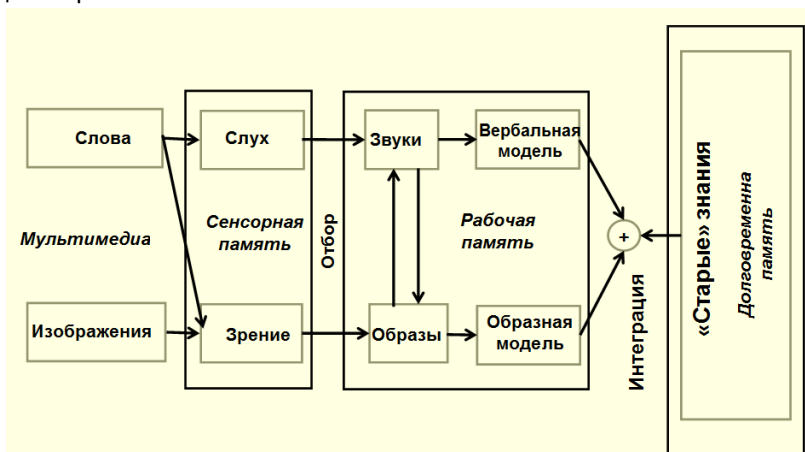 Слова
Слух
Звуки
Вербальная
модель
Мультимедиа
Сенсорная
память
Отбор
Рабочая
память
+
Изображения
Зрение
Образы
Образная
модель
Интеграция
«Старые» знания
Долговременна
память